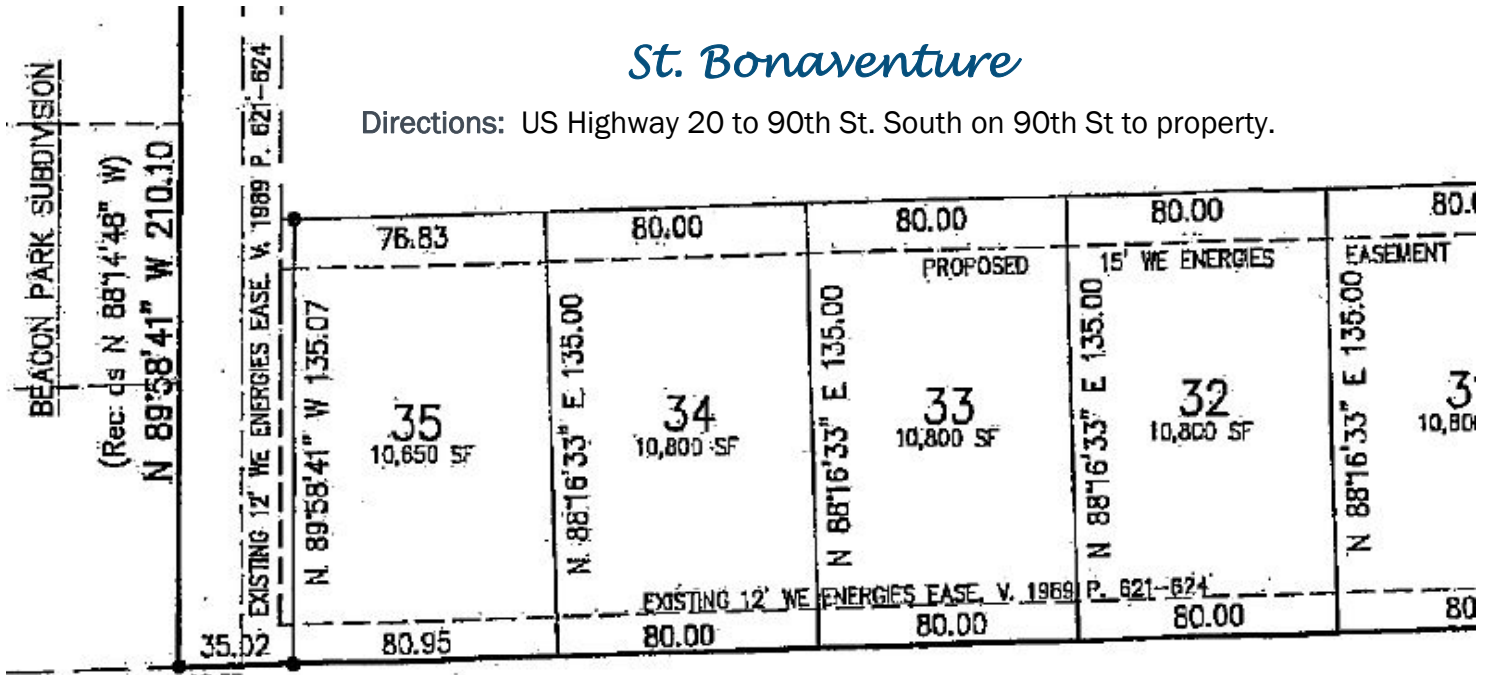 St. Bonaventure
Directions: US Highway 20 to 90th St. South on 90th St to property.
BEACON PARK SUBDIVISION
(Rec: as N 88°14'48" W)
N 89°58'41" W 210.10
EXISTING 12' WE ENERGIES EASE. V. 1989 P. 621-624
76.83
80.00
80.00
80.00
PROPOSED 15' WE ENERGIES EASEMENT
N 89°58'41" W 135.07
35
10,650 SF
N 88°16'33" E 135.00
34
10,800 SF
N 88°16'33" E 135.00
33
10,800 SF
N 88°16'33" E 135.00
32
10,800 SF
N 88°16'33" E 135.00
EXISTING 12' WE ENERGIES EASE. V. 1989 P. 621-624
35.02
80.95
80.00
80.00
80.00